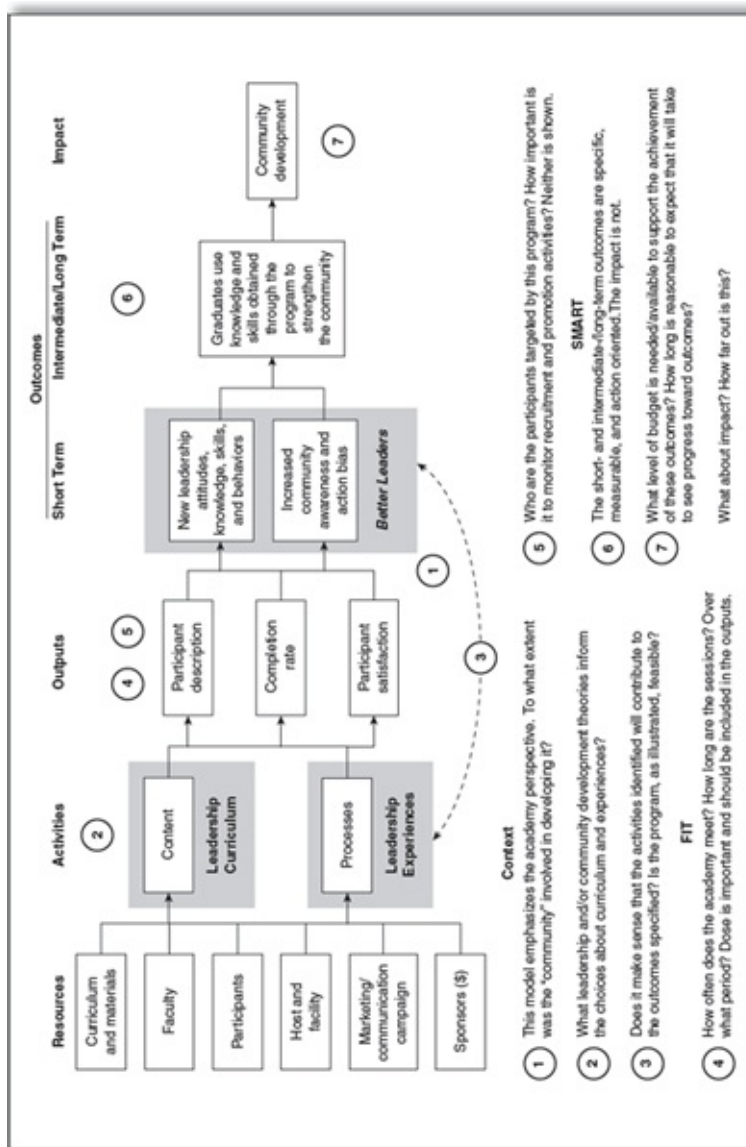 Outcomes
Resources
Activities
Outputs
Short Term
Intermediate/Long Term
Impact
Curriculum
and materials
Faculty
Participants
Host and
facility
Marketing/
communication
campaign
Sponsors ($)
2
Content
Leadership
Curriculum
Processes
Leadership
Experiences
4
5
Participant
description
Completion
rate
Participant
satisfaction
1
3
New leadership
attitudes,
knowledge, skills,
and behaviors
Increased
community
awareness and
action bias
Better Leaders
6
Graduates use
knowledge and
skills obtained
through the
program to
strengthen
the community
Community
development
7
Context
1 This model emphasizes the academy perspective. To what extent
was the "community" involved in developing it?
2 What leadership and/or community development theories inform
the choices about curriculum and experiences?
3 Does it make sense that the activities identified will contribute to
the outcomes specified? Is the program, as illustrated, feasible?
FIT
4 How often does the academy meet? How long are the sessions? Over
what period? Dose is important and should be included in the outputs.
5 Who are the participants targeted by this program? How important is
it to monitor recruitment and promotion activities? Neither is shown.
SMART
6 The short- and intermediate-/long-term outcomes are specific,
measurable, and action oriented. The impact is not.
7 What level of budget is needed/available to support the achievement
of these outcomes? How long is reasonable to expect that it will take
to see progress toward outcomes?
What about impact? How far out is this?